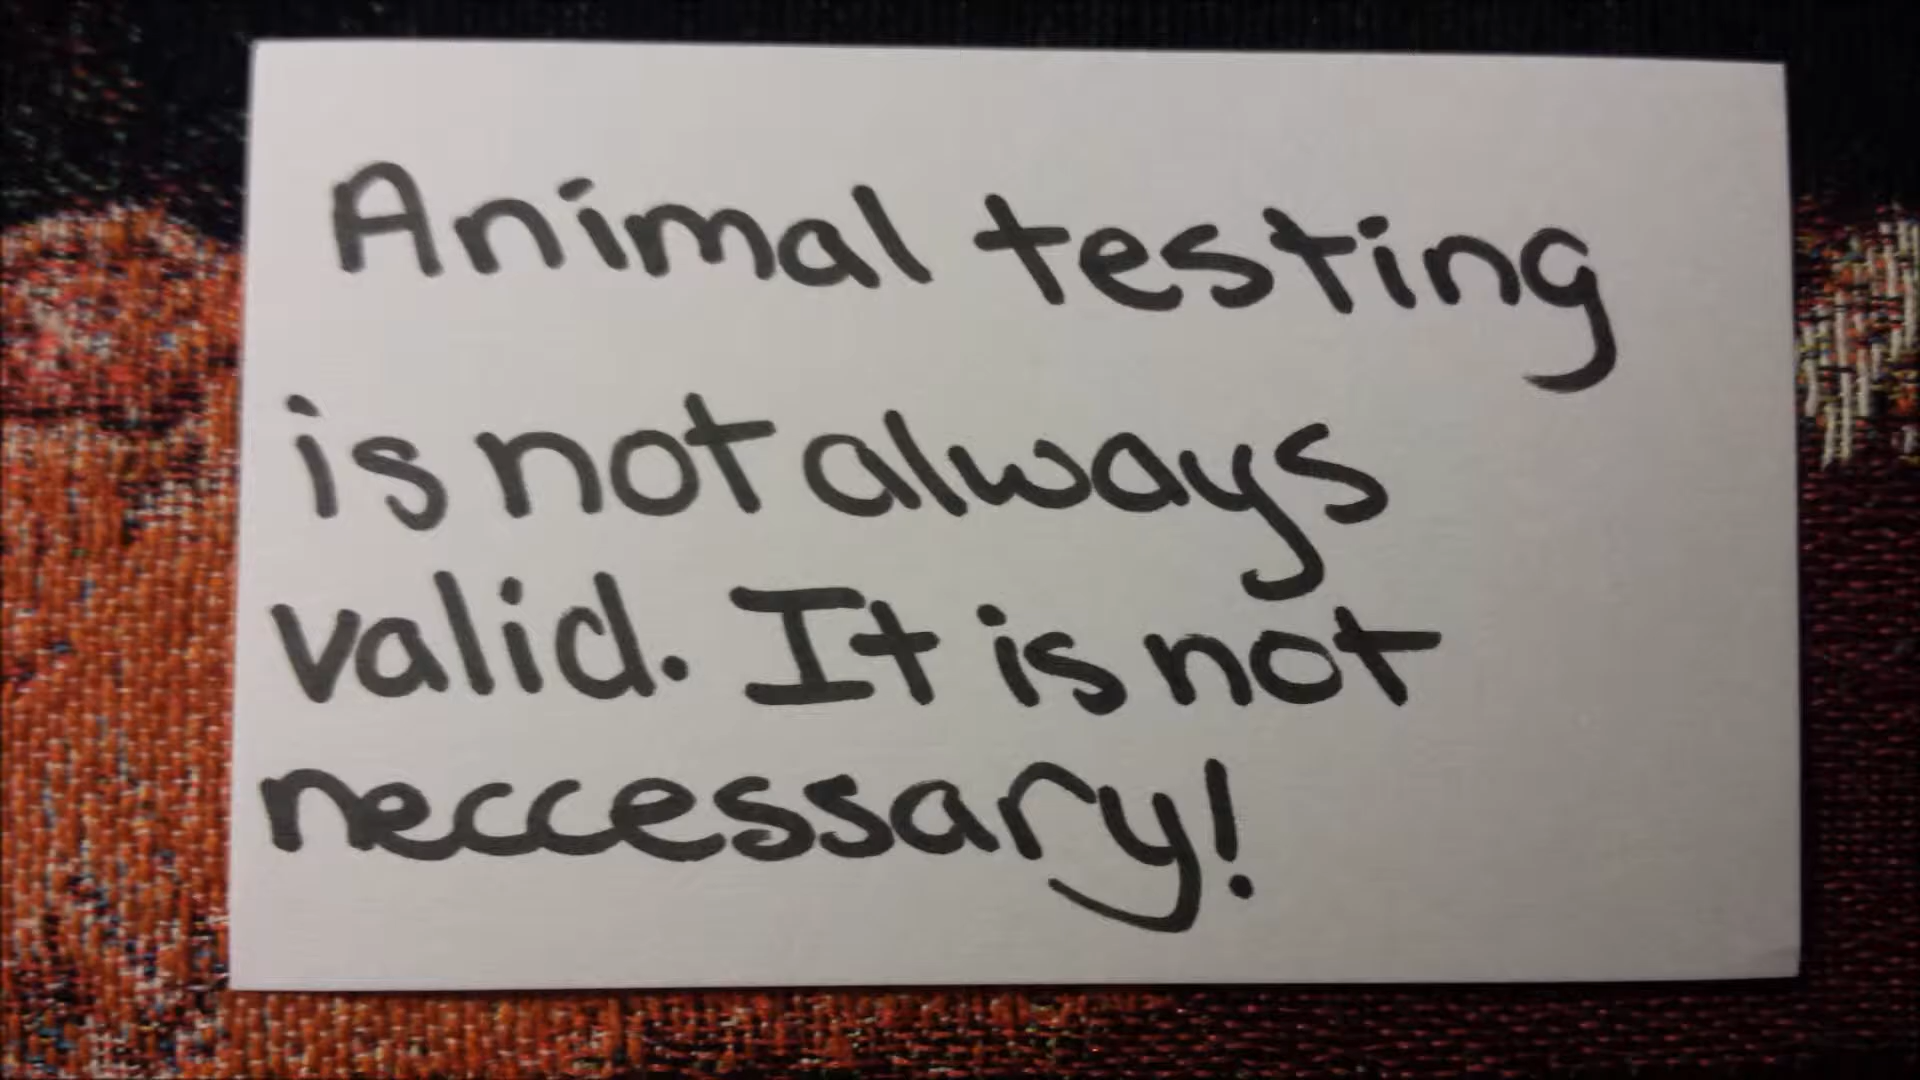 Animal testing
is not always
valid. It is not
neccessary!